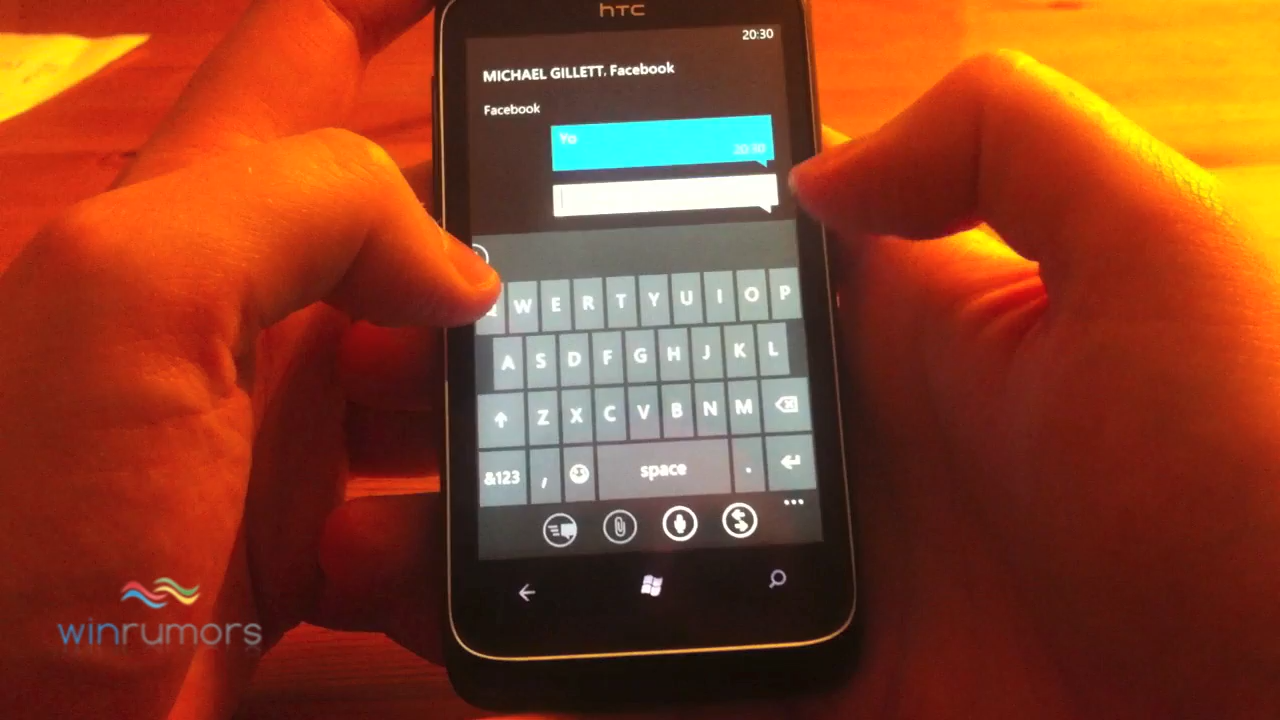 hTC
20:30
MICHAEL GILLETT, Facebook
Facebook
Yo
20:30
Q W E R T Y U I O P
A S D F G H J K L
Z X C V B N M
&123 , space .
winrumors